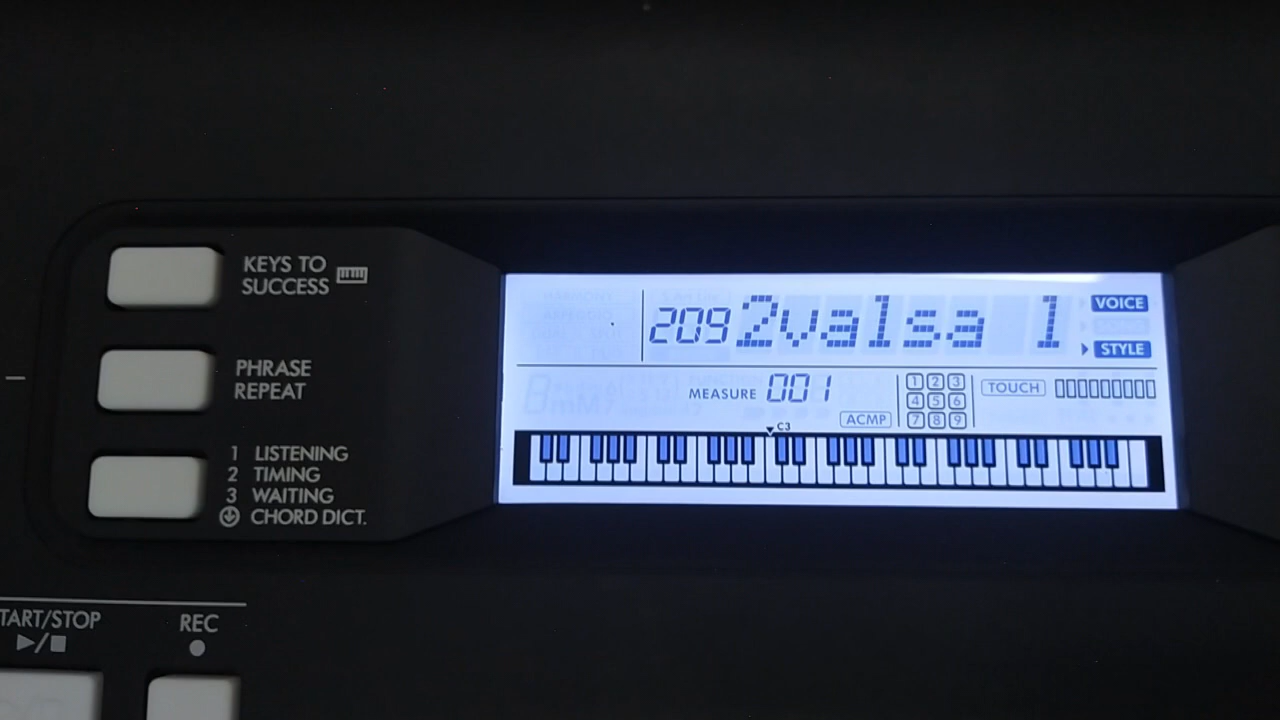 KEYS TO
SUCCESS
PHRASE
REPEAT
1 LISTENING
2 TIMING
3 WAITING
CHORD DICT.
TART/STOP
REC
209 2valsa 1
VOICE
STYLE
MEASURE 001
ACMP
1 2 3
4 5 6
7 8 9
TOUCH
C3